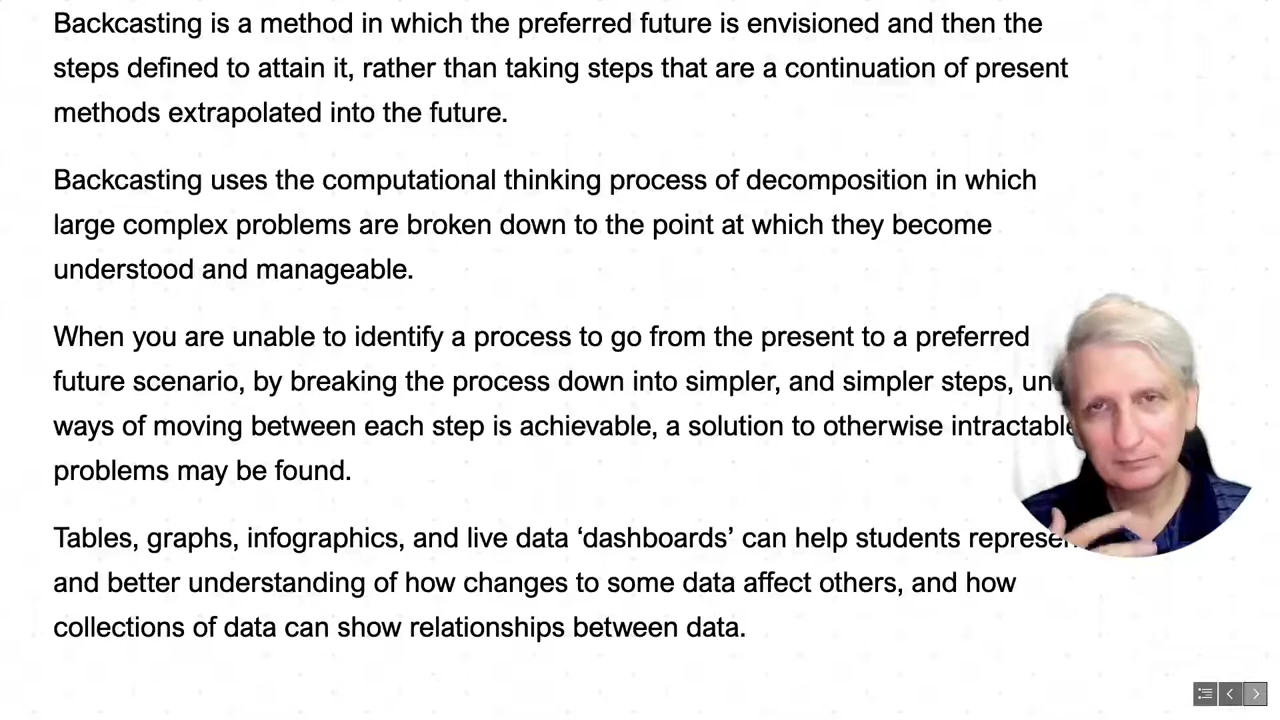 Backcasting is a method in which the preferred future is envisioned and then the
steps defined to attain it, rather than taking steps that are a continuation of present
methods extrapolated into the future.
Backcasting uses the computational thinking process of decomposition in which
large complex problems are broken down to the point at which they become
understood and manageable.
When you are unable to identify a process to go from the present to a preferred
future scenario, by breaking the process down into simpler, and simpler steps,
ways of moving between each step is achievable, a solution to otherwise intractable
problems may be found.
Tables, graphs, infographics, and live data ‘dashboards’ can help students
and better understanding of how changes to some data affect others, and how
collections of data can show relationships between data.